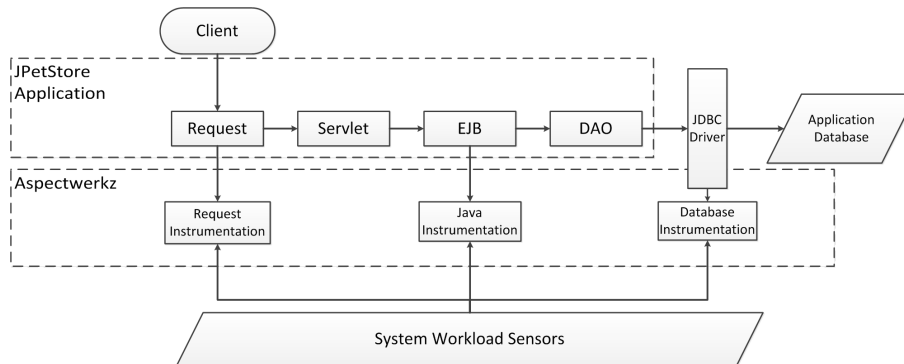 Client
JPetStore
Application
Request
Servlet
EJB
DAO
JDBC
Driver
Application
Database
Aspectwerkz
Request
Instrumentation
Java
Instrumentation
Database
Instrumentation
System Workload Sensors